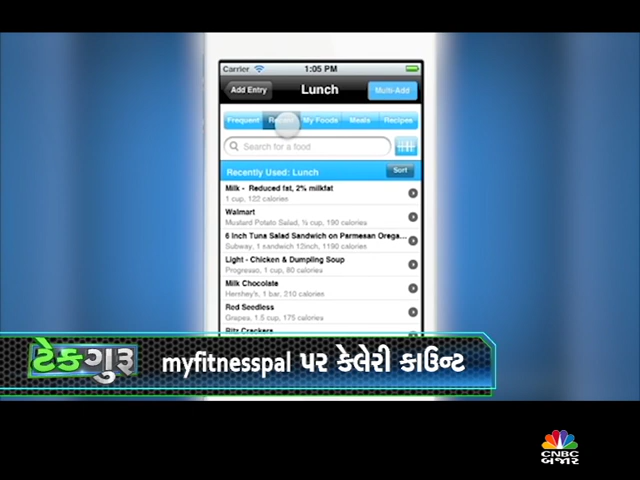 Carrier 1:05 PM
Add Entry Lunch Multi-Add
Frequent My Foods Meals Recipes
Search for a food
Recently Used: Lunch Sort
Milk - Reduced fat, 2% milkfat
1 cup, 122 calories
Walmart
Mustard Potato Salad, ½ cup, 190 calories
6 Inch Tuna Salad Sandwich on Parmesan Orega...
Subway, 1 sandwich 12inch, 1190 calories
Light - Chicken & Dumpling Soup
Progresso, 1 cup, 80 calories
Milk Chocolate
Hershey's, 1 bar, 210 calories
Red Seedless
Grapes, 1.5 cup, 175 calories
Ritz Crackers
ટેકગુરૂ myfitnesspal પર કેલેરી કાઉન્ટ
CNBC
બજાર